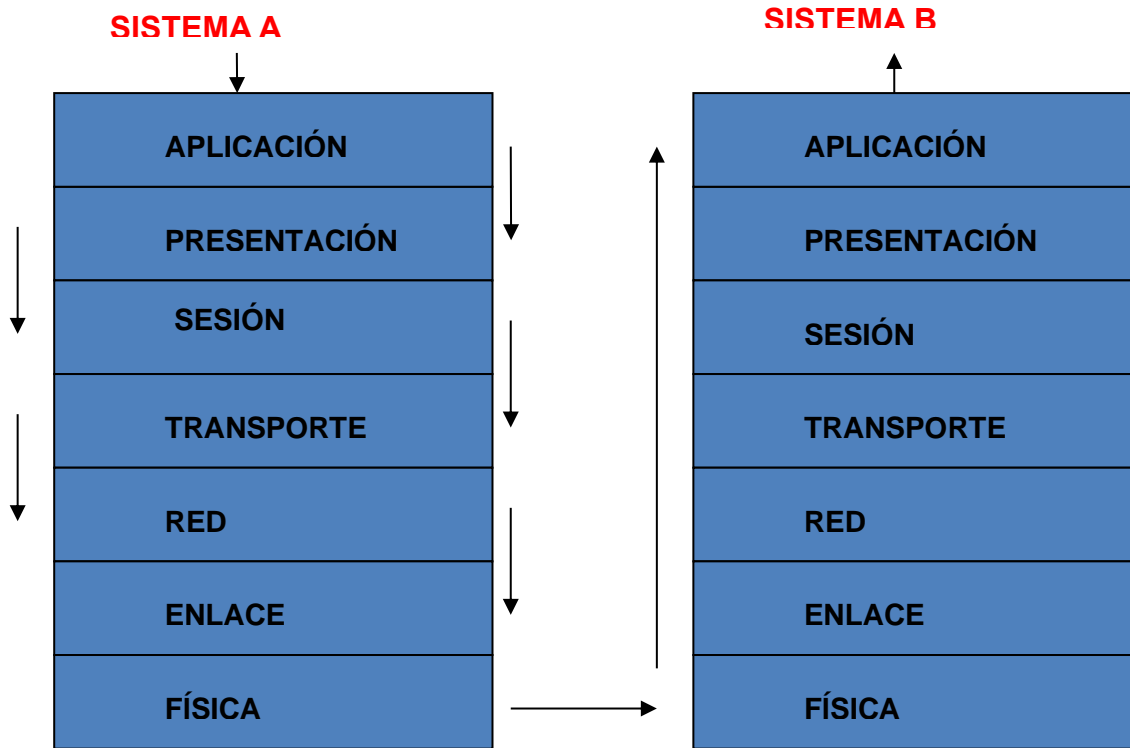 SISTEMA A
SISTEMA B
APLICACIÓN
PRESENTACIÓN
SESIÓN
TRANSPORTE
RED
ENLACE
FÍSICA
APLICACIÓN
PRESENTACIÓN
SESIÓN
TRANSPORTE
RED
ENLACE
FÍSICA